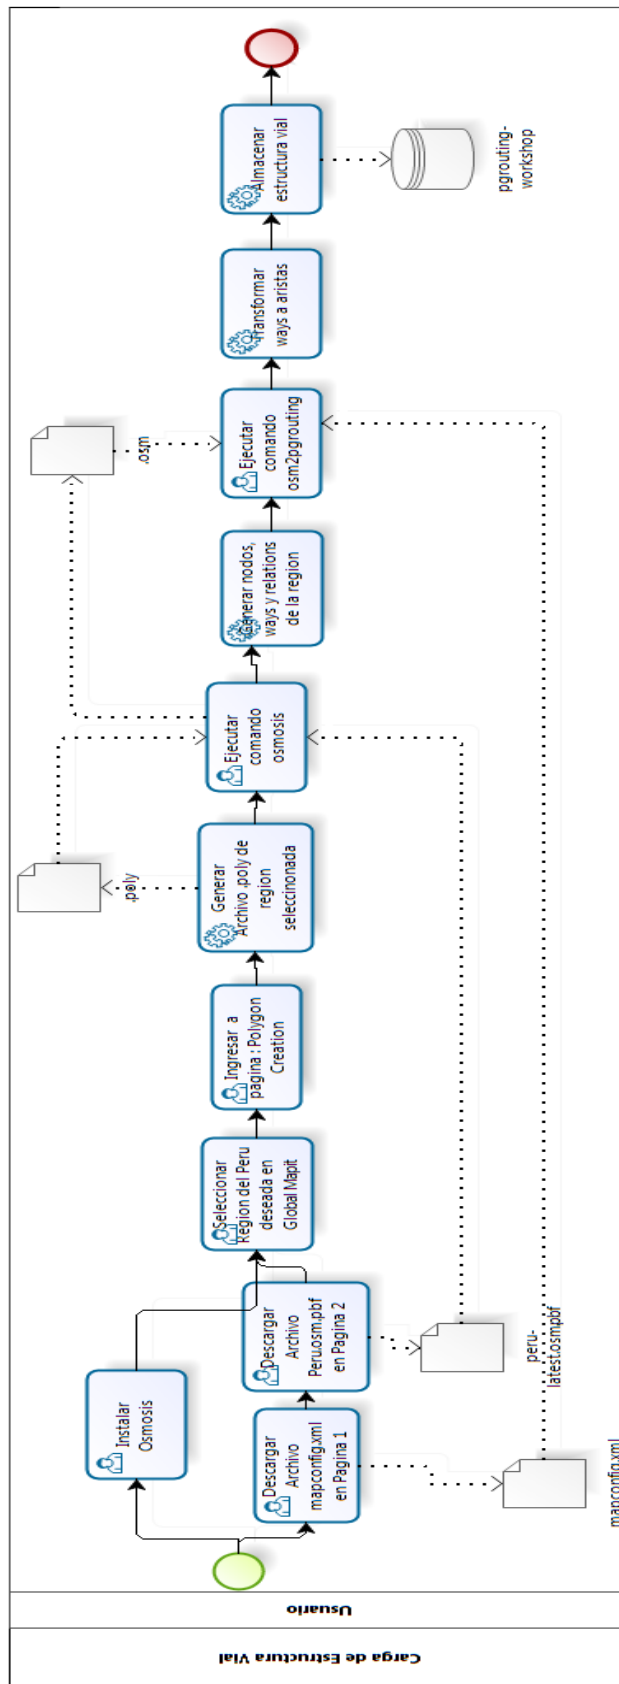 Carga de Estructura Vial
Usuario
Instalar
Osmosis
Descargar
Archivo
mapconfig.xml
en Pagina 1
mapconfig.xml
Descargar
Archivo
Peru.osm.pbf
en Pagina 2
peru-
latest.osm.pbf
Seleccionar
Region del Peru
deseada en
Global Mapit
Ingresar a
pagina : Polygon
Creation
Generar
Archivo .poly de
region
seleccinonada
.poly
Ejecutar
comando
osmosis
Generar nodos,
ways y relations
de la region
.osm
Ejecutar
comando
osm2pgrouting
Transformar
ways a aristas
Almacenar
estructura vial
pgrouting-
workshop